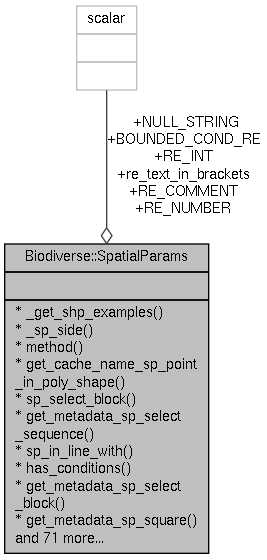 scalar
+NULL_STRING
+BOUNDED_COND_RE
+RE_INT
+re_text_in_brackets
+RE_COMMENT
+RE_NUMBER
Biodiverse::SpatialParams
* _get_shp_examples()
* _sp_side()
* method()
* get_cache_name_sp_point
_in_poly_shape()
* sp_select_block()
* get_metadata_sp_select
_sequence()
* sp_in_line_with()
* has_conditions()
* get_metadata_sp_select
_block()
* get_metadata_sp_square()
and 71 more...